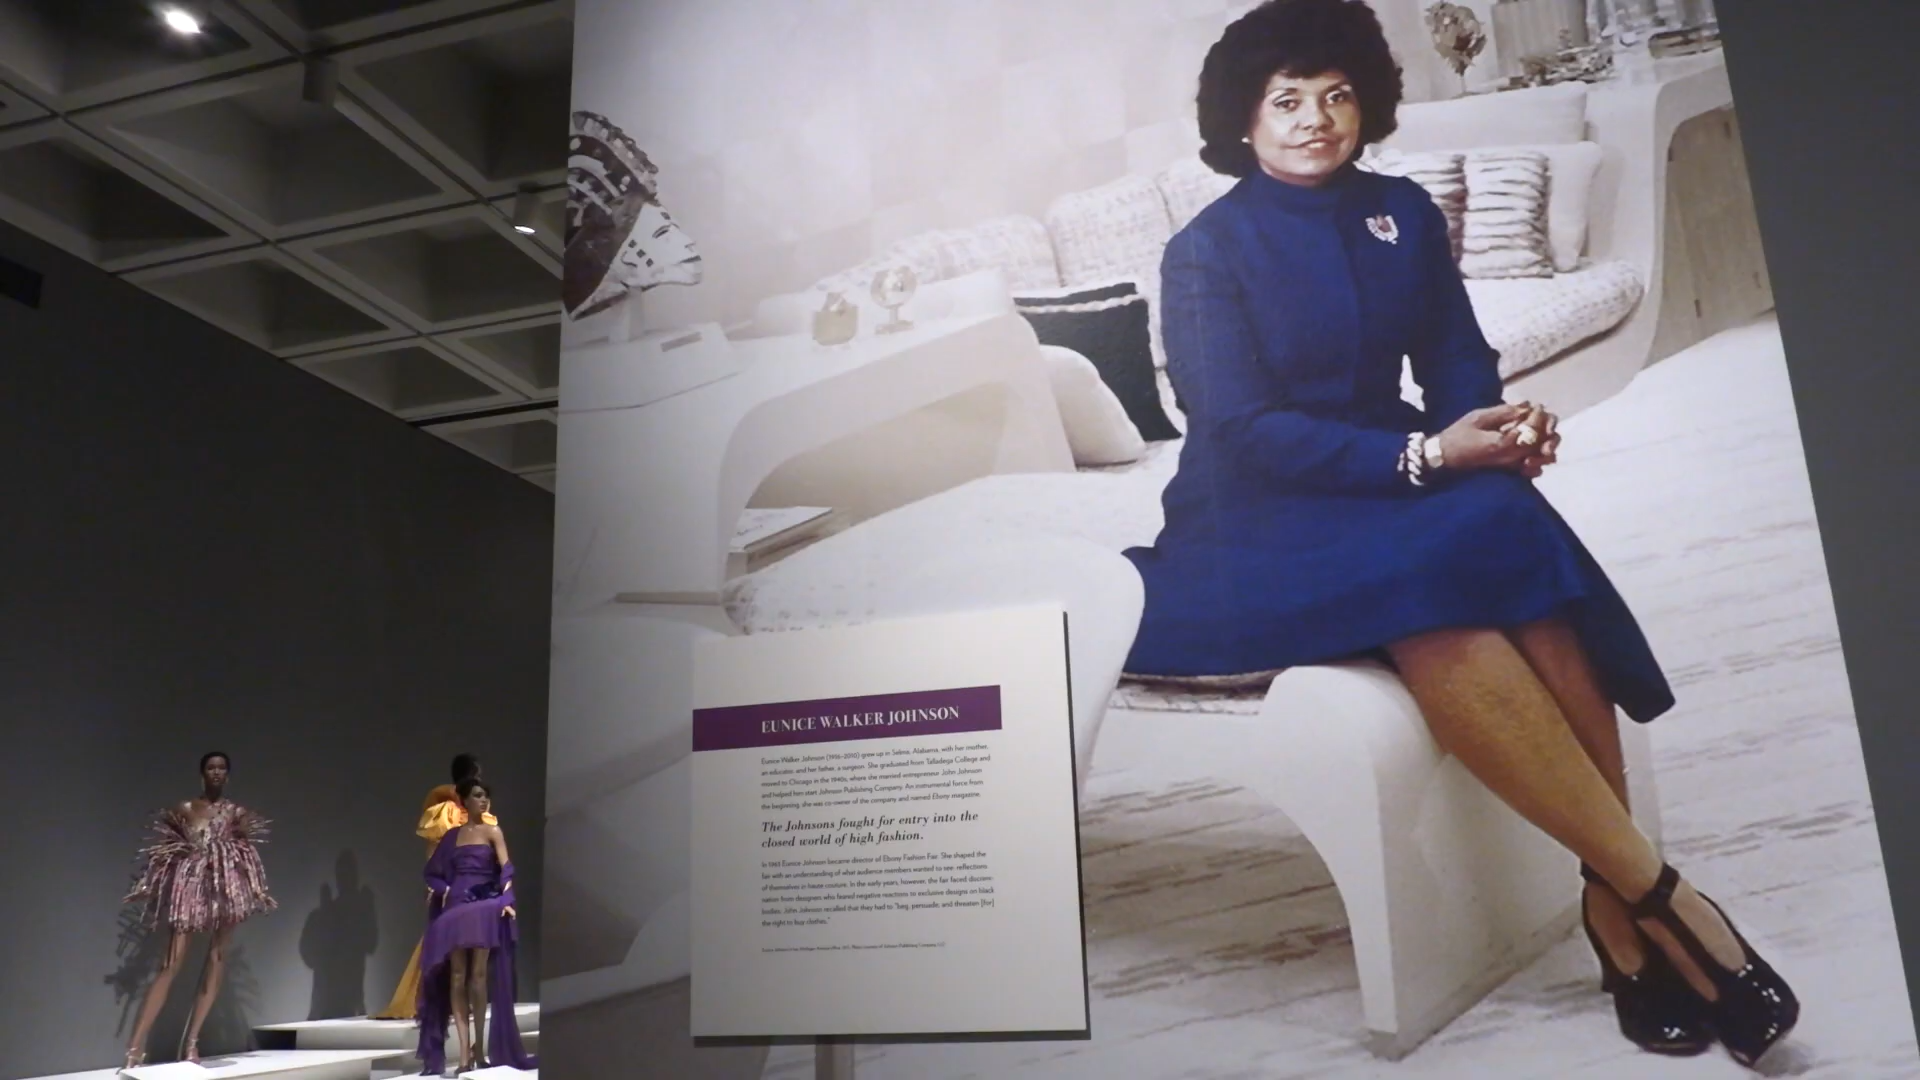 EUNICE WALKER JOHNSON
Eunice Walker Johnson (1916–2010) grew up in Selma, Alabama, with her mother,
an educator, and her father, a surgeon. She graduated from Talladega College and
moved to Chicago in the 1940s, where she married entrepreneur John Johnson
and helped him start Johnson Publishing Company. An instrumental force from
the beginning, she was co-owner of the company and named Ebony magazine.
The Johnsons fought for entry into the
closed world of high fashion.
In 1963 Eunice Johnson became director of Ebony Fashion Fair. She shaped the
fair with an understanding of what audience members wanted to see: reflections
of themselves in haute couture. In the early years, however, the fair faced discrimi-
nation from designers who feared negative reactions to exclusive designs on black
bodies. John Johnson recalled that they had to "beg, persuade, and threaten [for]
the right to buy clothes."
Photo courtesy of Johnson Publishing Company, LLC